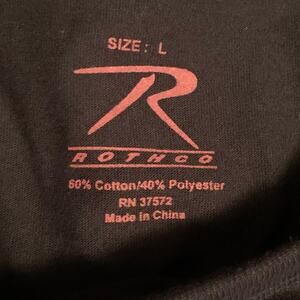 SIZE: L
R
ROTHCO
60% Cotton/40% Polyester
RN 37572
Made in China